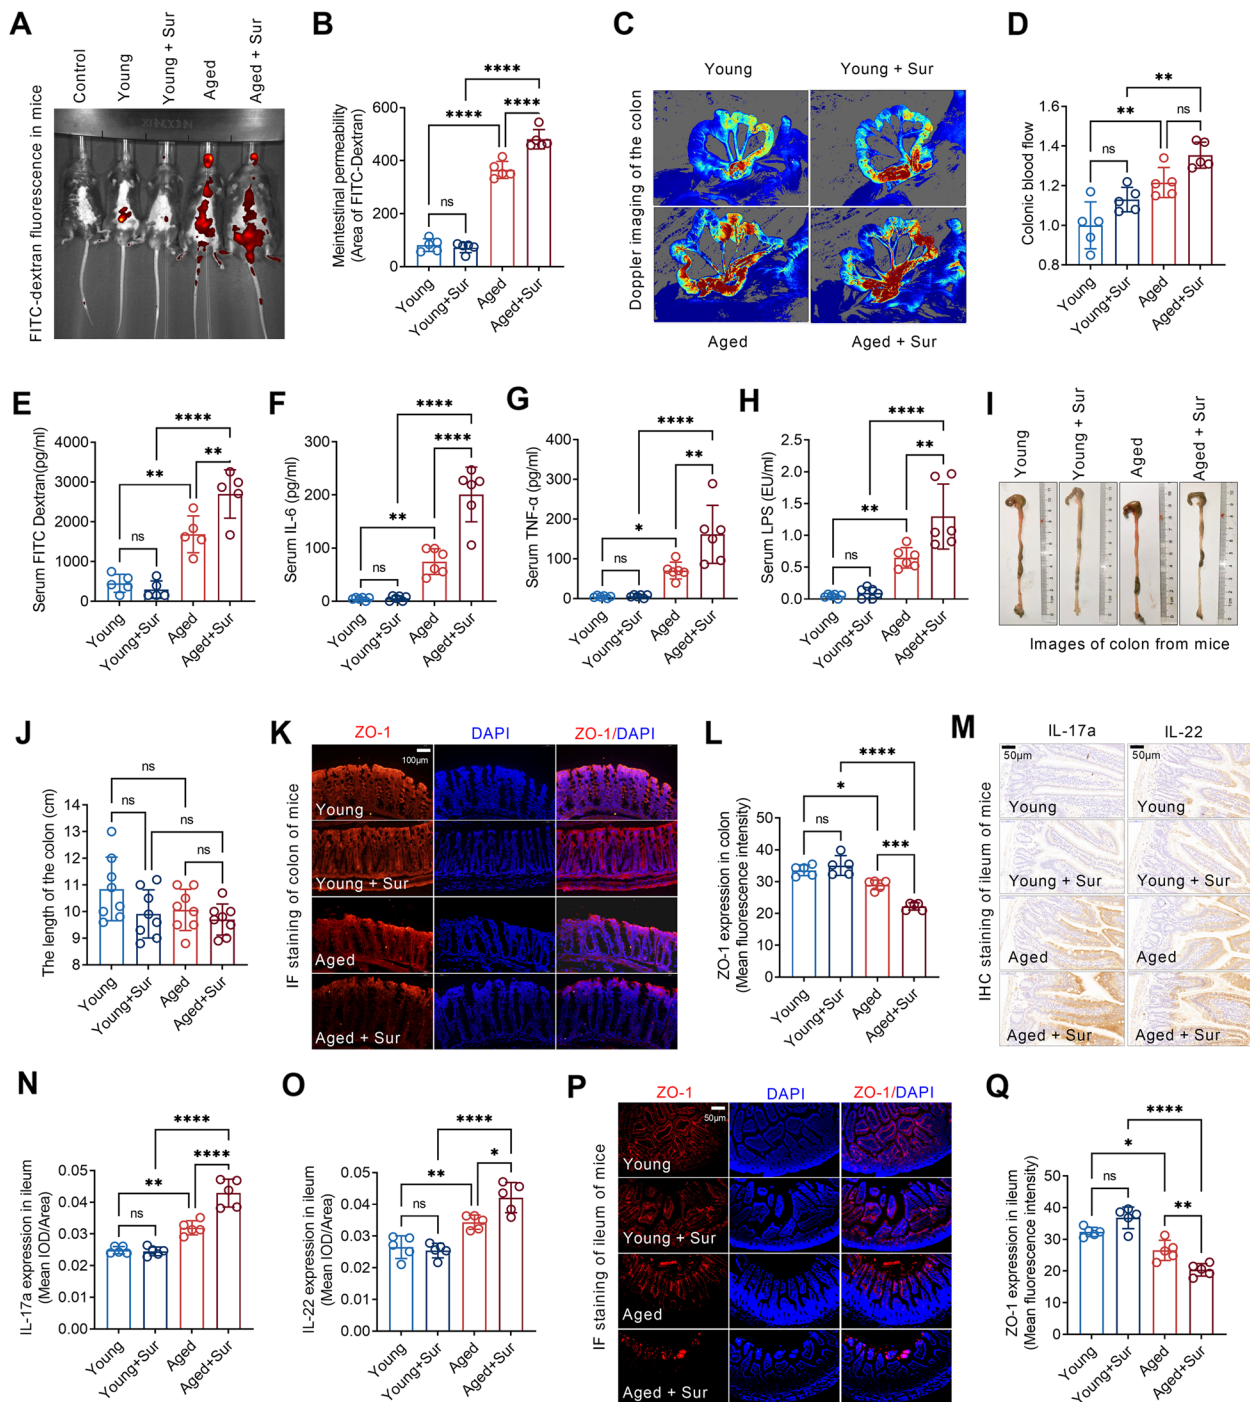 A
FITC-dextran fluorescence in mice
Control
Young
Young + Sur
Aged
Aged + Sur
B
Meintestinal permeability
(Area of FITC-Dextran)
600
400
200
0
ns
****
****
****
Young
Young+Sur
Aged
Aged+Sur
C
Doppler imaging of the colon
Young
Young + Sur
Aged
Aged + Sur
D
Colonic blood flow
1.6
1.4
1.2
1.0
0.8
ns
**
ns
**
Young
Young+Sur
Aged
Aged+Sur
E
Serum FITC Dextran(pg/ml)
4000
3000
2000
1000
0
ns
**
**
****
Young
Young+Sur
Aged
Aged+Sur
F
Serum IL-6 (pg/ml)
300
200
100
0
ns
**
****
****
Young
Young+Sur
Aged
Aged+Sur
G
Serum TNF-α (pg/ml)
400
300
200
100
0
ns
*
**
****
Young
Young+Sur
Aged
Aged+Sur
H
Serum LPS (EU/ml)
2.5
2.0
1.5
1.0
0.5
0.0
ns
**
**
****
Young
Young+Sur
Aged
Aged+Sur
I
Young
Young + Sur
Aged
Aged + Sur
Images of colon from mice
J
The length of the colon (cm)
14
13
12
11
10
9
8
ns
ns
ns
ns
Young
Young+Sur
Aged
Aged+Sur
K
IF staining of colon of mice
ZO-1
DAPI
ZO-1/DAPI
100μm
Young
Young + Sur
Aged
Aged + Sur
L
ZO-1 expression in colon
(Mean fluorescence intensity)
50
40
30
20
10
0
ns
*
***
****
Young
Young+Sur
Aged
Aged+Sur
M
IHC staining of ileum of mice
IL-17a
IL-22
50μm
50μm
Young
Young
Young + Sur
Young + Sur
Aged
Aged
Aged + Sur
Aged + Sur
N
IL-17a expression in ileum
(Mean IOD/Area)
0.05
0.04
0.03
0.02
0.01
0.00
ns
**
****
****
Young
Young+Sur
Aged
Aged+Sur
O
IL-22 expression in ileum
(Mean IOD/Area)
0.05
0.04
0.03
0.02
0.01
0.00
ns
**
*
****
Young
Young+Sur
Aged
Aged+Sur
P
IF staining of ileum of mice
ZO-1
DAPI
ZO-1/DAPI
50μm
Young
Young + Sur
Aged
Aged + Sur
Q
ZO-1 expression in ileum
(Mean fluorescence intensity)
50
40
30
20
10
0
ns
*
**
****
Young
Young+Sur
Aged
Aged+Sur